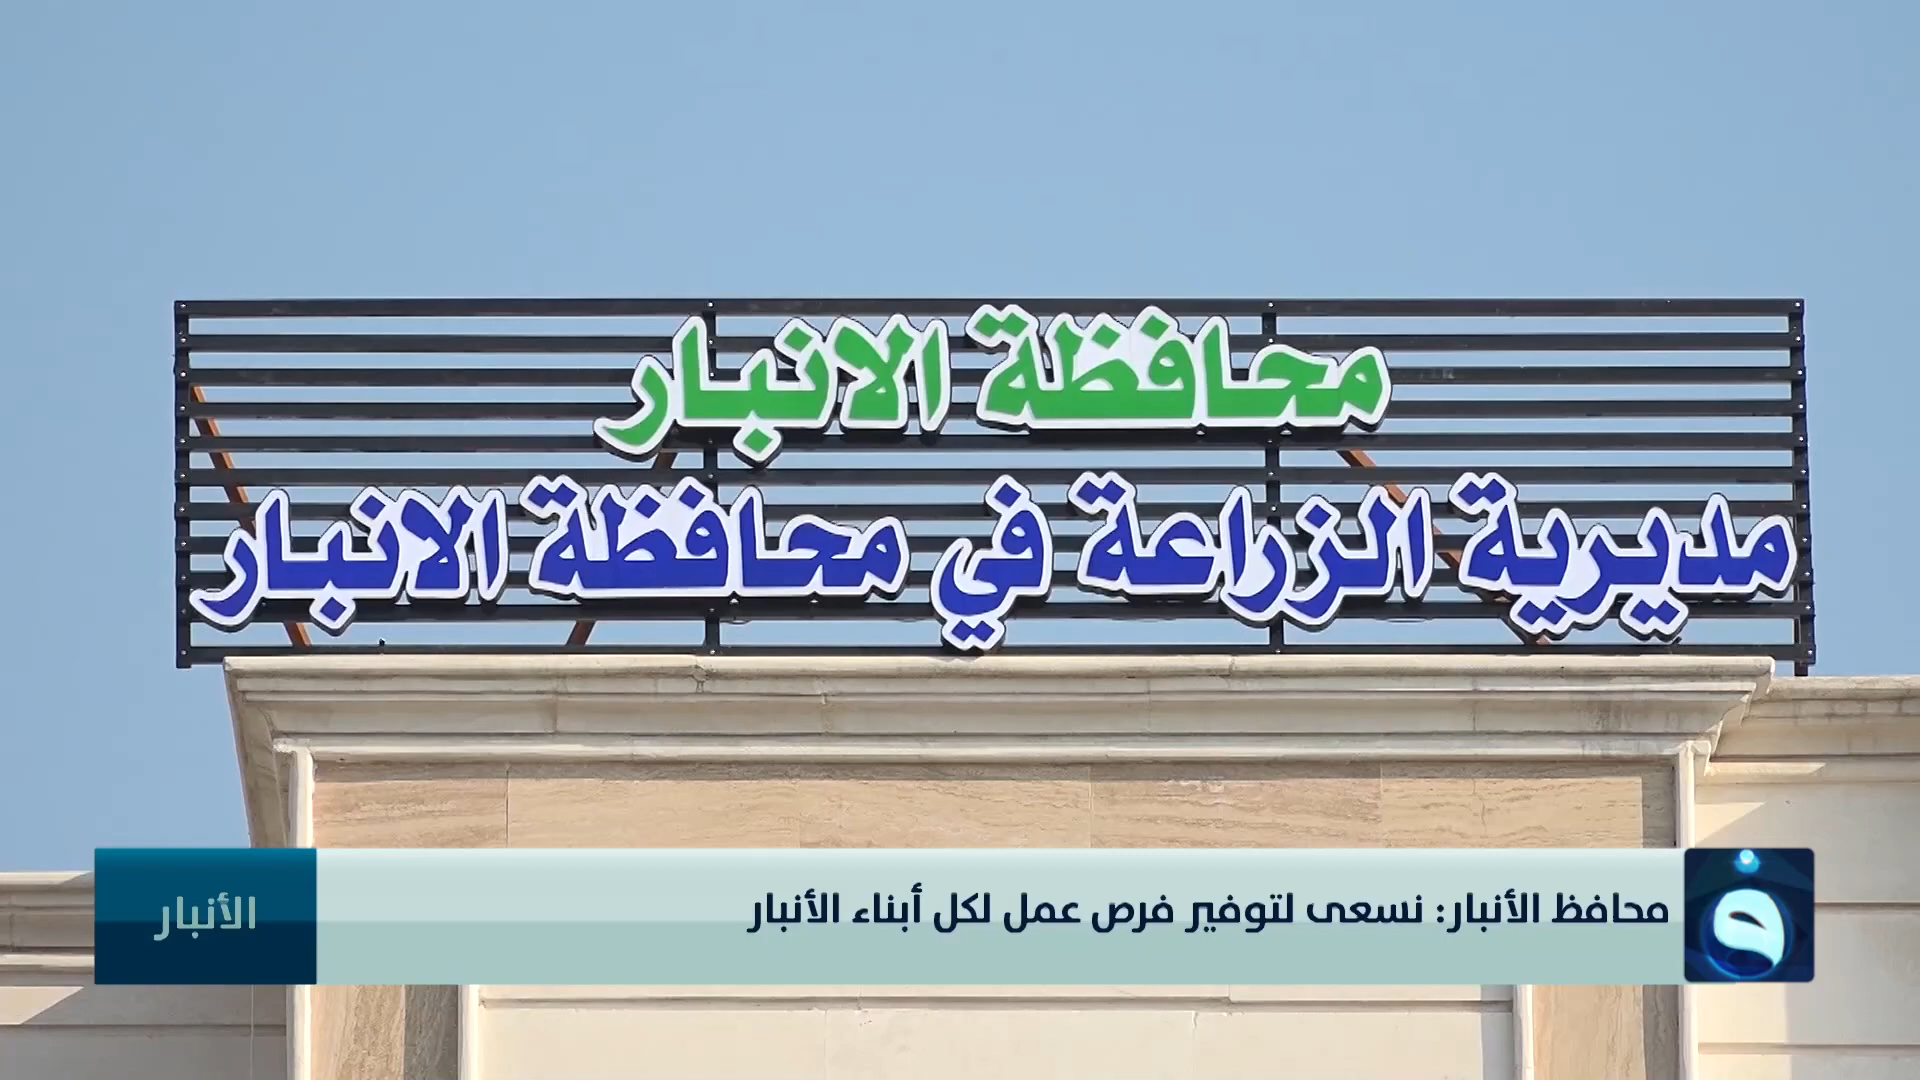 محافظة الانبار
مديرية الزراعة في محافظة الانبار
محافظ الأنبار: نسعى لتوفير فرص عمل لكل أبناء الأنبار
الأنبار